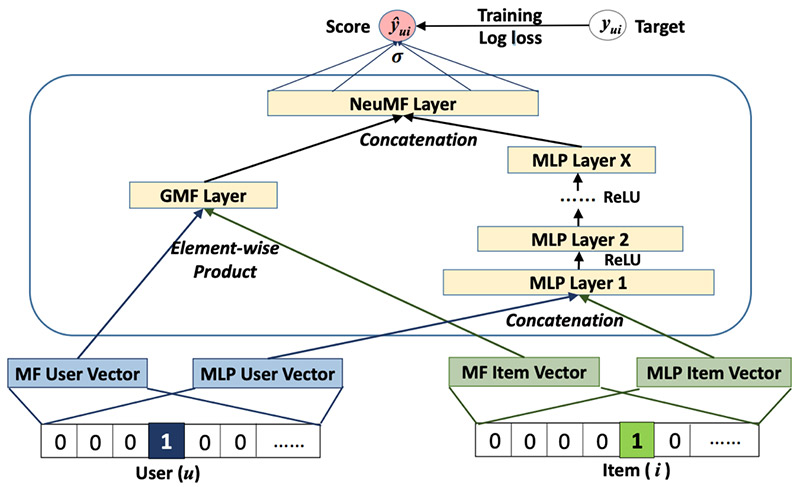 Score ŷui Training yui Target
Log loss
σ
NeuMF Layer
Concatenation
MLP Layer X
GMF Layer
...... ReLU
Element-wise
Product
MLP Layer 2
ReLU
MLP Layer 1
Concatenation
MF User Vector MLP User Vector MF Item Vector MLP Item Vector
0 0 0 1 0 0 ...... 0 0 0 0 1 0 ......
User (u) Item ( i )